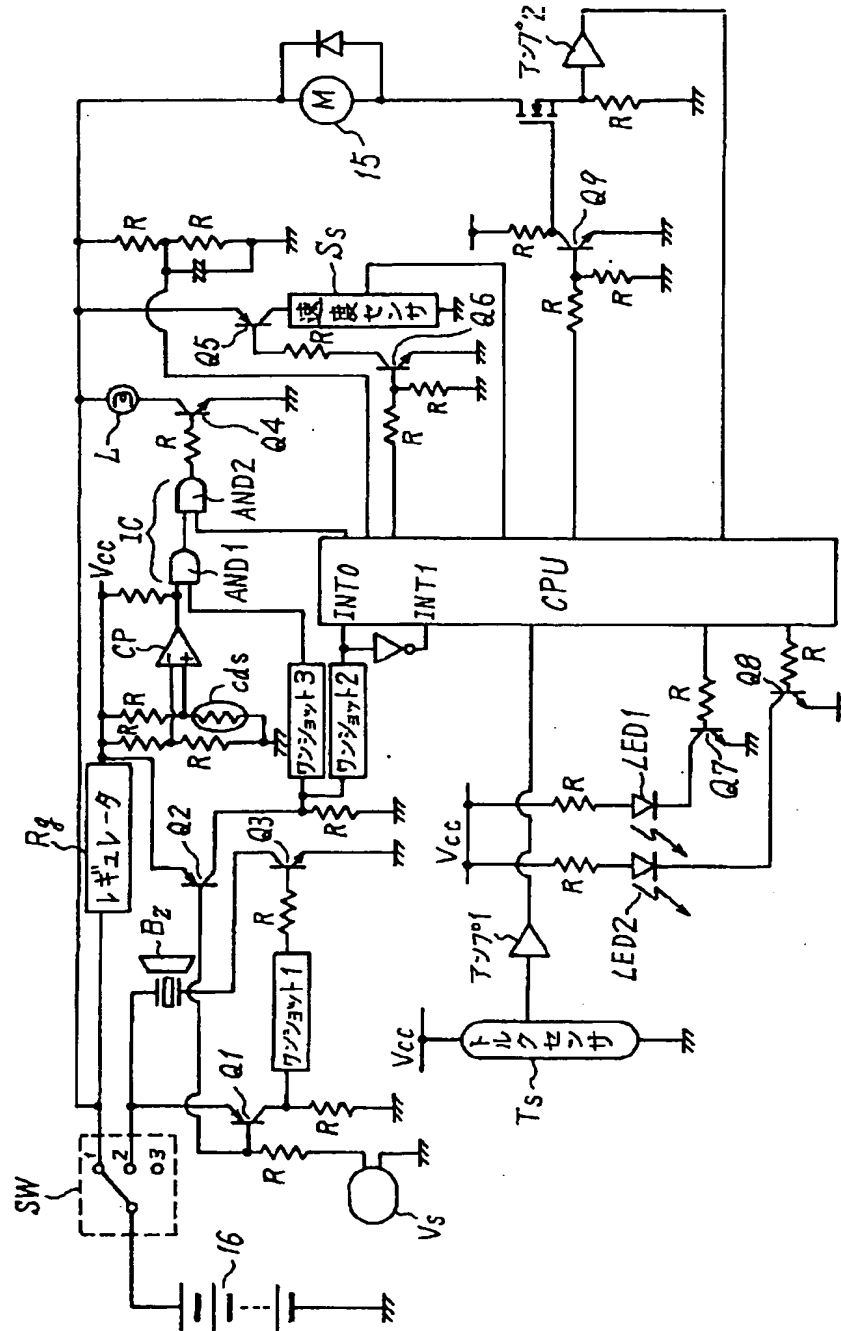 SW
1
2
3
16
Rg
レギュレータ
Bz
Q1
Q2
Q3
R
Vs
ワンショット1
R
R
R
R
R
cds
CP
Vcc
IC
AND1
AND2
ワンショット3
ワンショット2
R
INT0
INT1
CPU
L
R
Q4
Q5
R
速度センサ
Ss
R
R
Q6
R
R
M
15
アンプ2
R
R
Q9
R
R
Vcc
トルクセンサ
Ts
アンプ1
Vcc
R
R
LED1
LED2
R
Q7
R
Q8